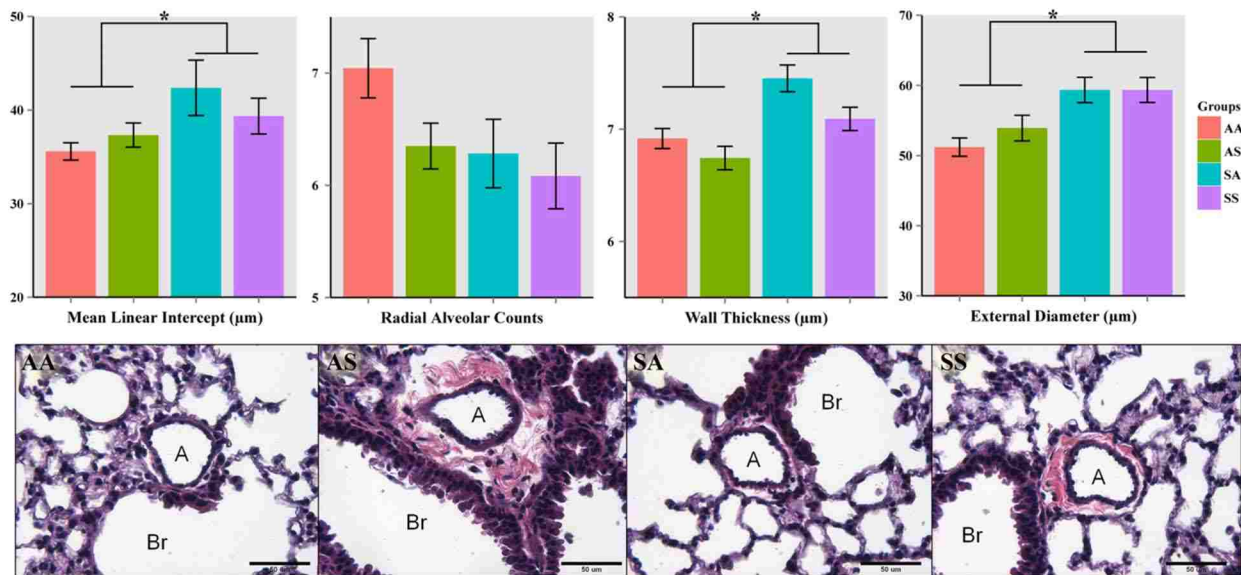 50
40
30
20
*
Mean Linear Intercept (µm)
7
6
5
Radial Alveolar Counts
8
7
6
*
Wall Thickness (µm)
70
60
50
40
30
*
External Diameter (µm)
Groups
AA
AS
SA
SS
AA
A
Br
50 um
AS
A
Br
50 um
SA
A
Br
50 um
SS
A
Br
50 um